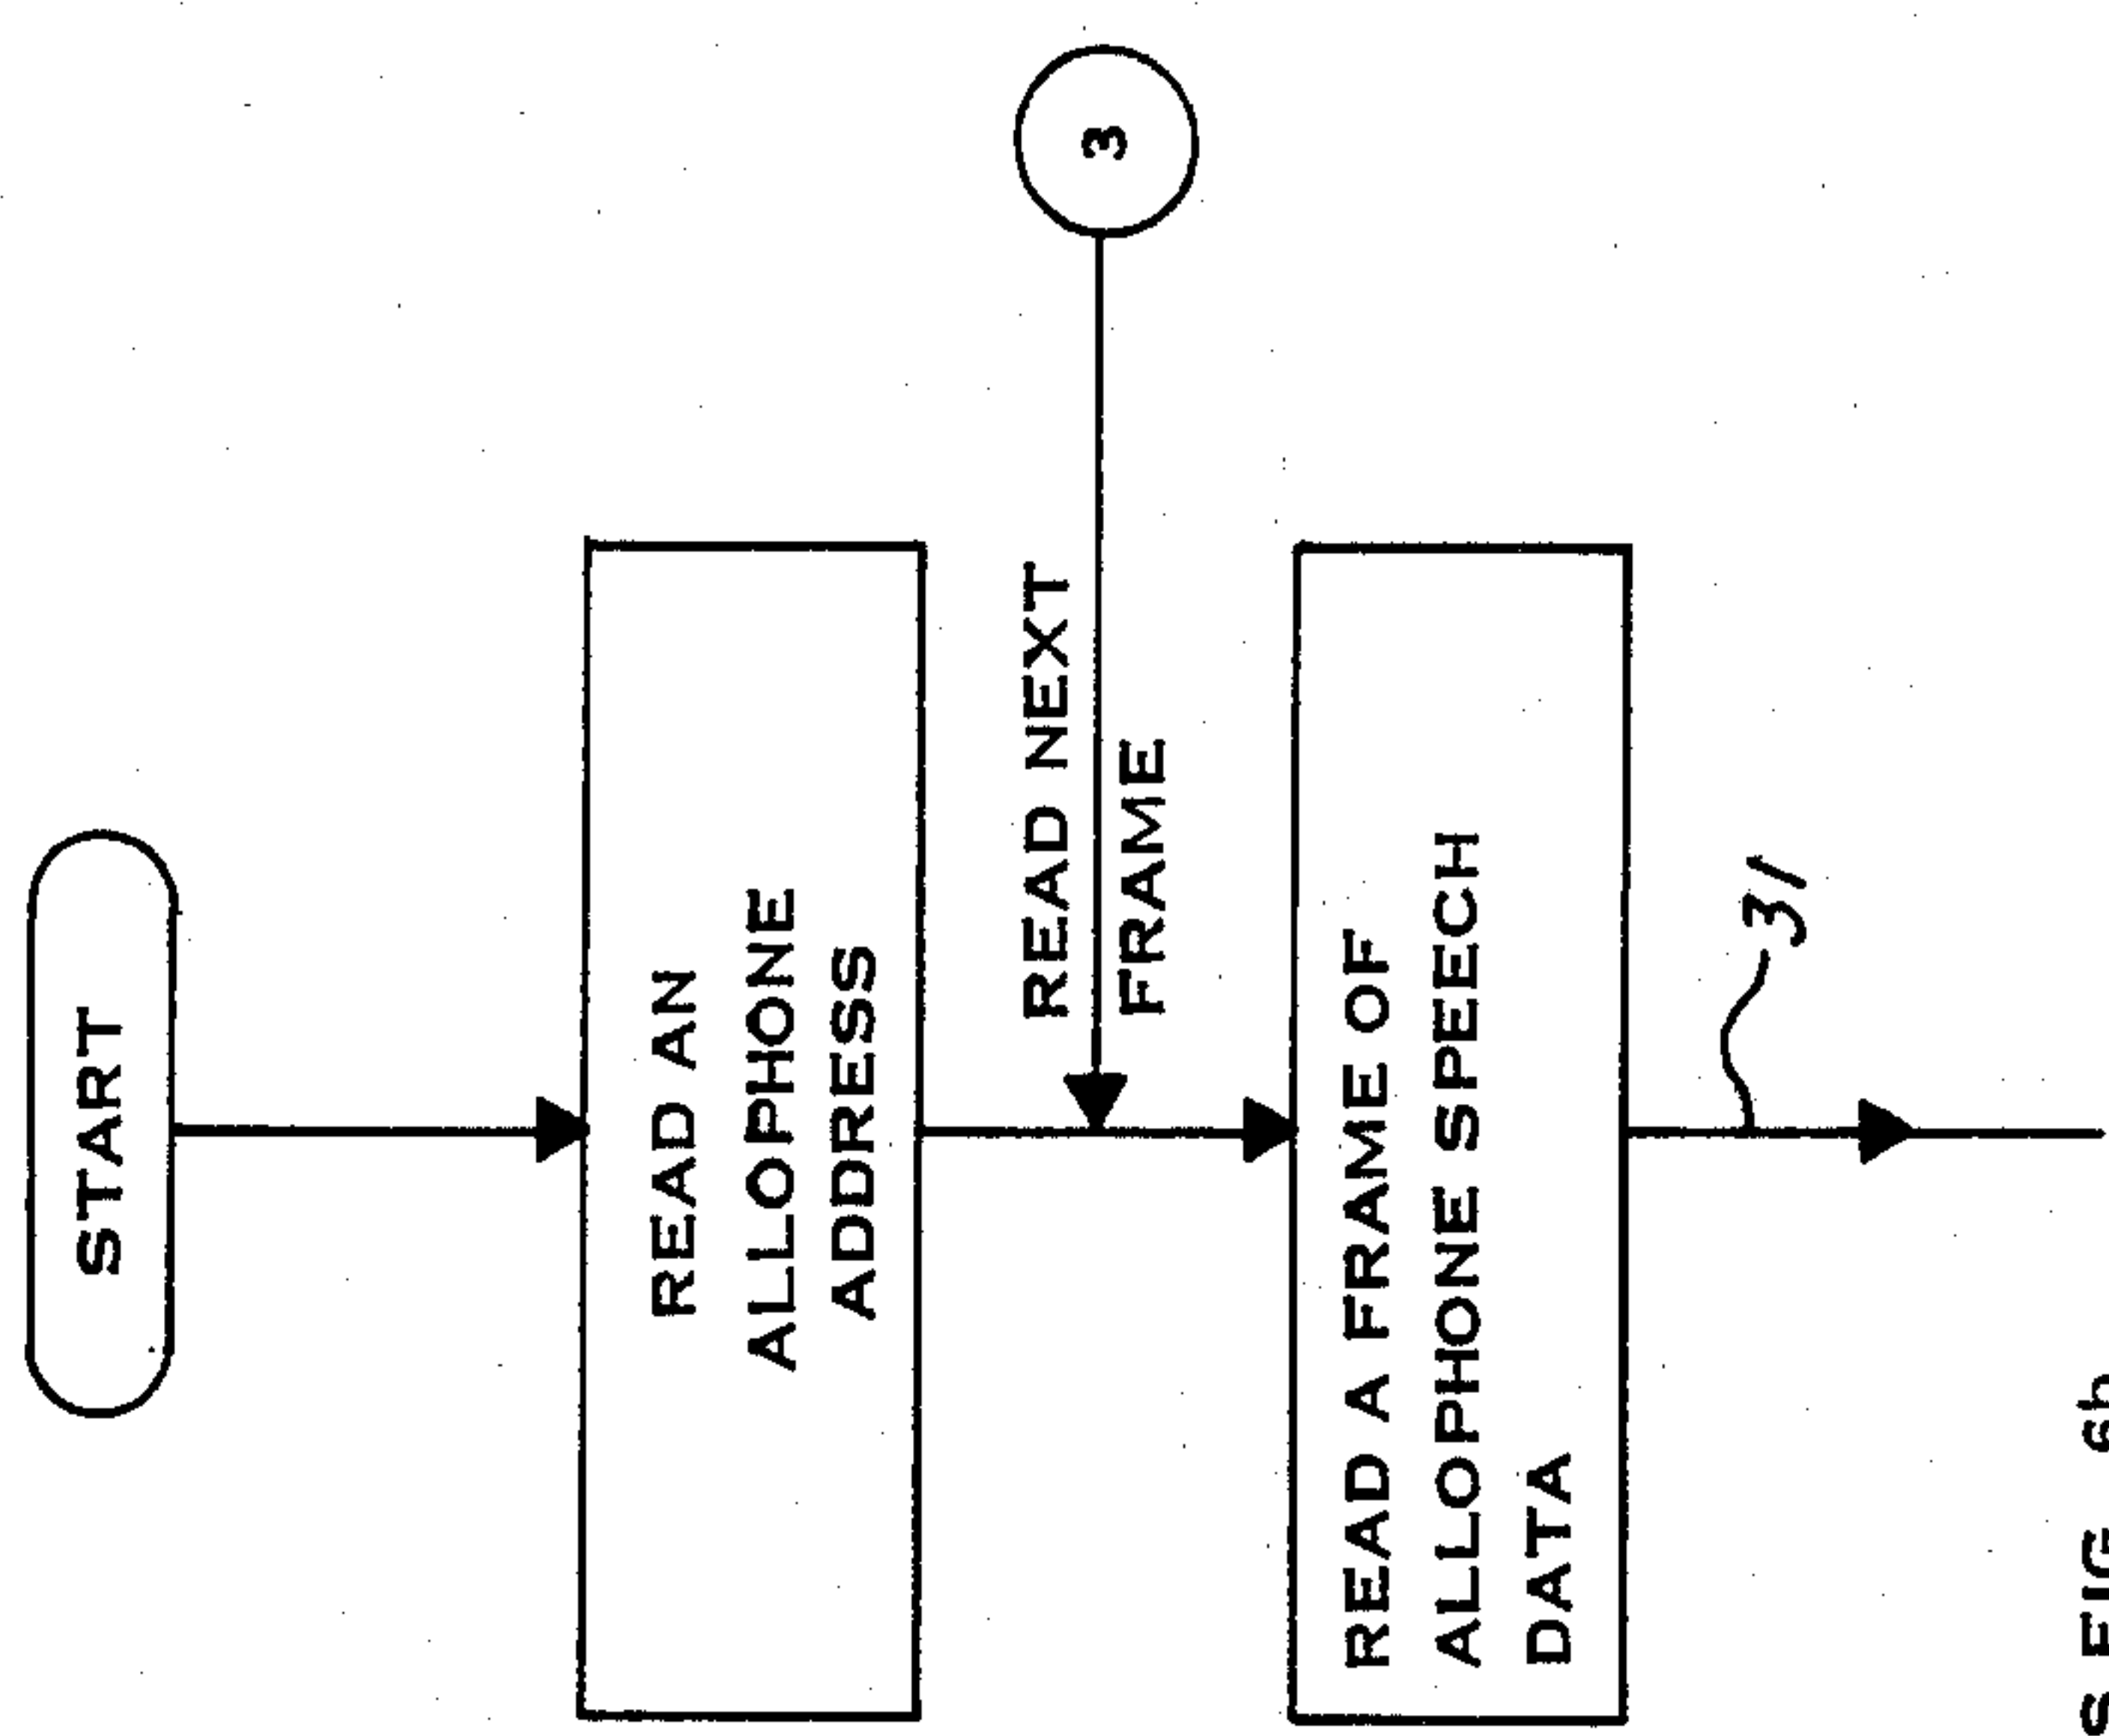 START
READ AN
ALLOPHONE
ADDRESS
3
READ NEXT
FRAME
READ A FRAME OF
ALLOPHONE SPEECH
DATA
31